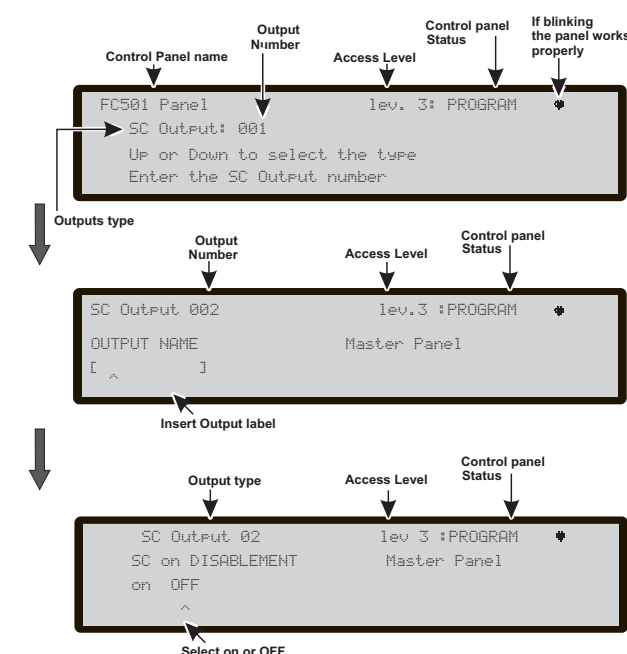 Output
Number
Control panel
Status
If blinking
the panel works
properly
Control Panel name
Access Level
FC501 Panel lev. 3: PROGRAM
SC Output: 001
Up or Down to select the type
Enter the SC Output number
Outputs type
Output
Number
Access Level
Control panel
Status
SC Output 002 lev.3 :PROGRAM
OUTPUT NAME Master Panel
[ ^ ]
Insert Output label
Output type
Access Level
Control panel
Status
SC Output 02 lev 3 :PROGRAM
SC on DISABLEMENT Master Panel
on OFF
^
Select on or OFF